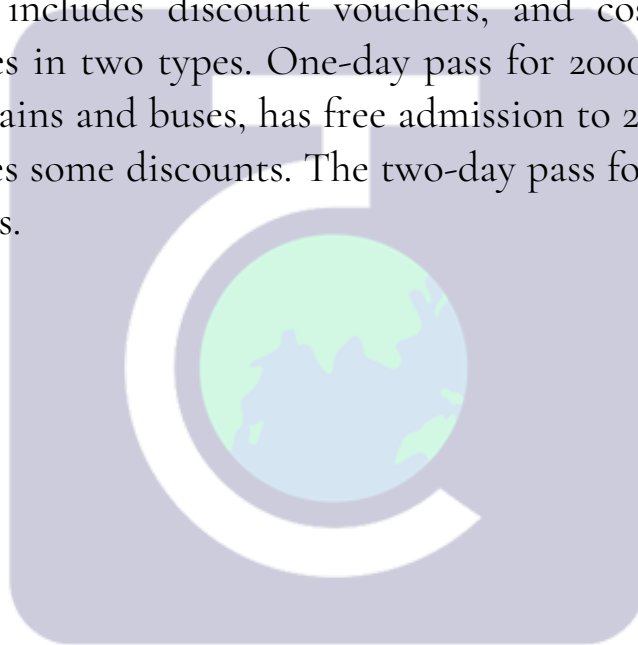 includes discount vouchers, and cos
es in two types. One-day pass for 2000
ains and buses, has free admission to 2
es some discounts. The two-day pass fo
s.